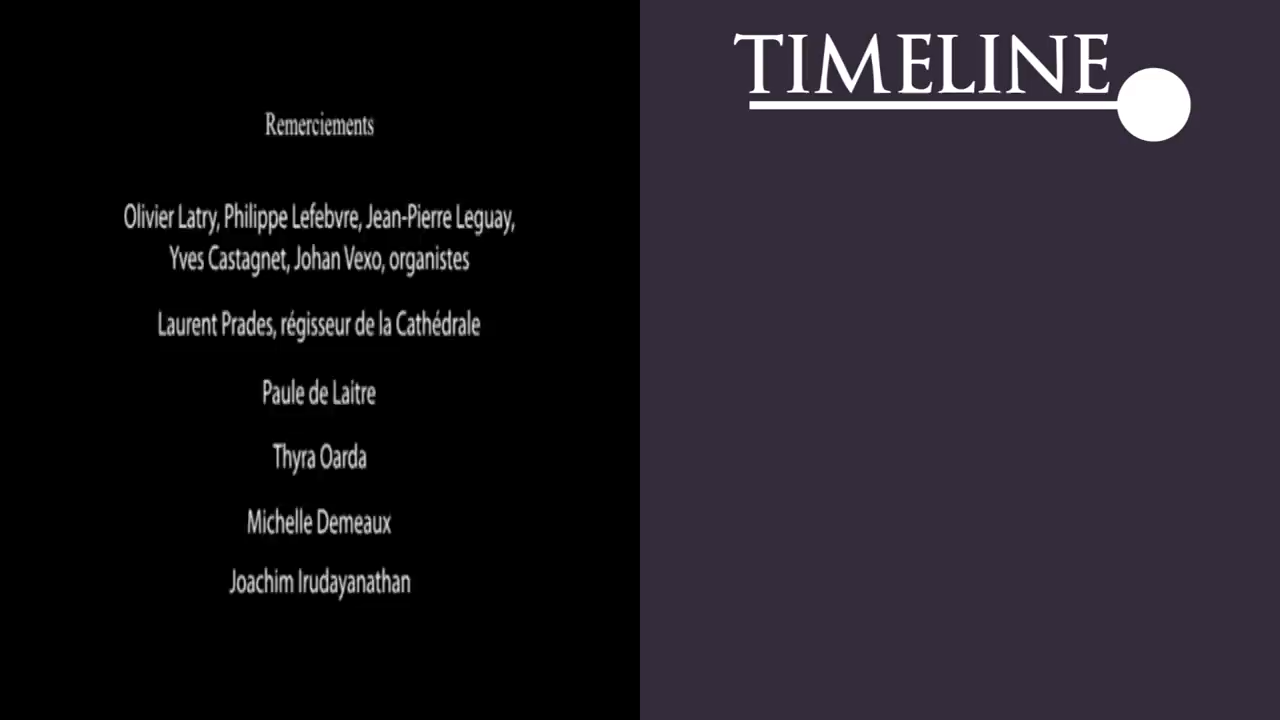 Remerciements
Olivier Latry, Philippe Lefebvre, Jean-Pierre Leguay,
Yves Castagnet, Johan Vexo, organistes
Laurent Prades, régisseur de la Cathédrale
Paule de Laitre
Thyra Oarda
Michelle Demeaux
Joachim Irudayanathan
TIMELINE